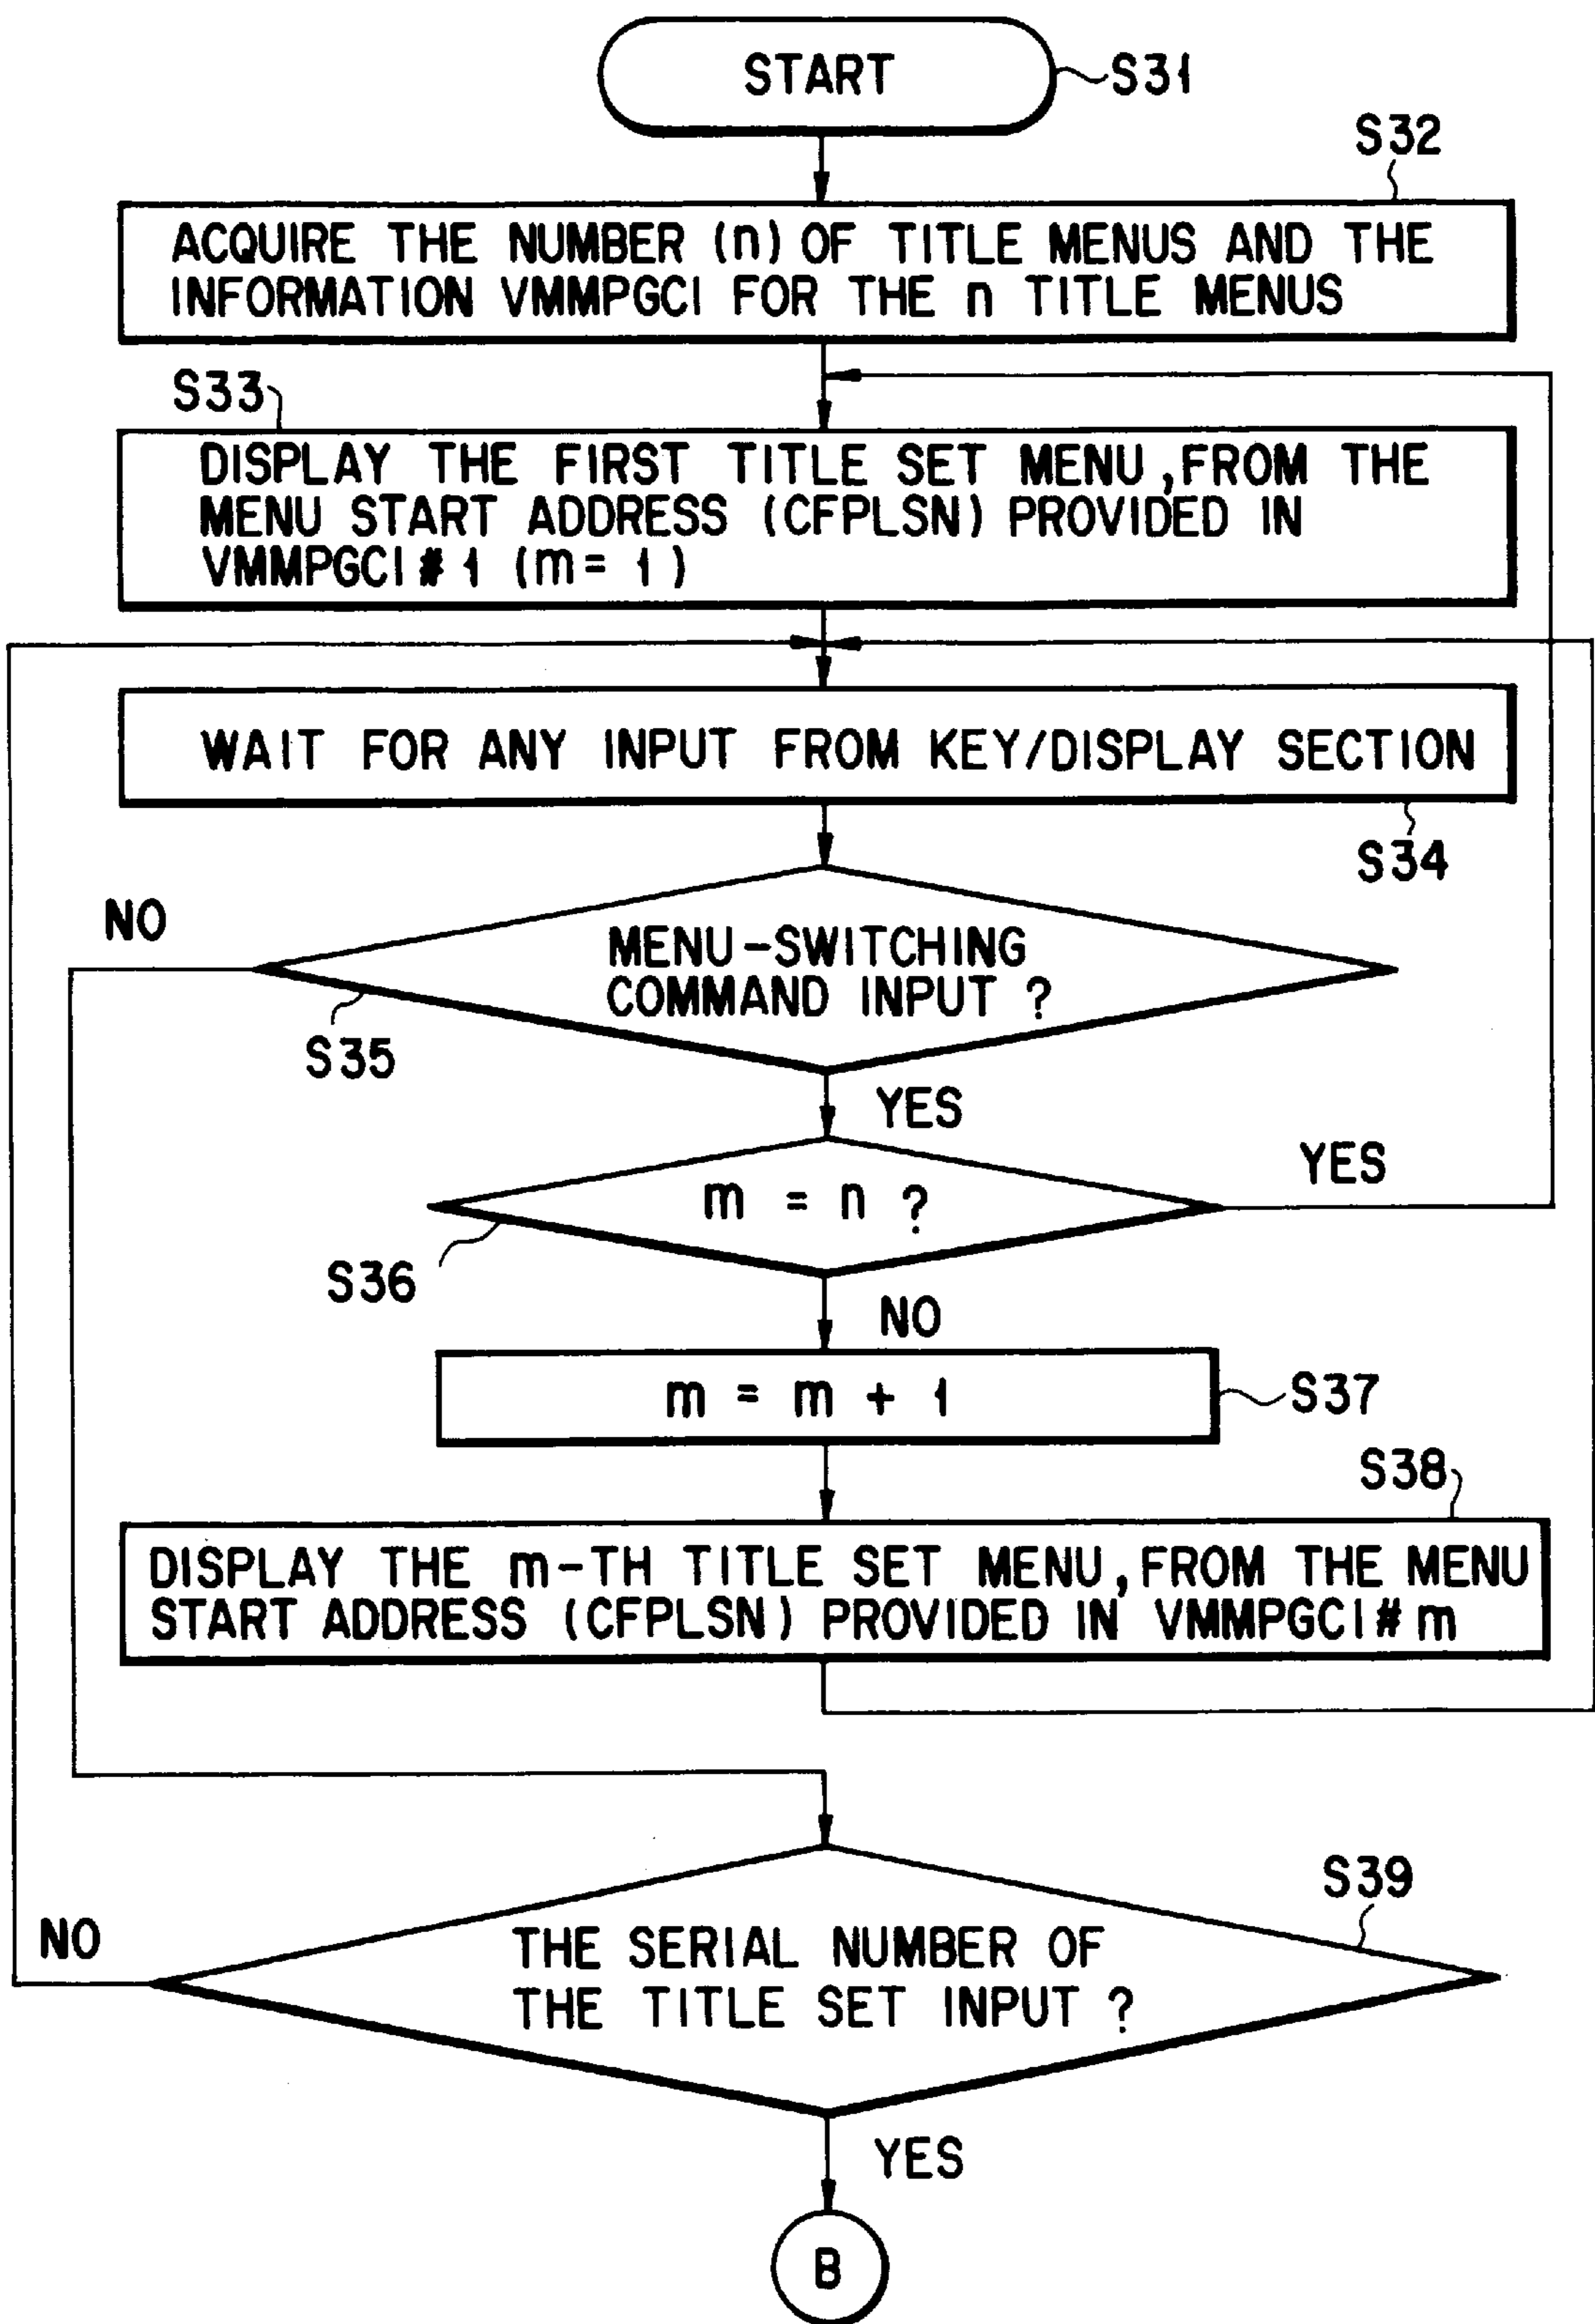 START
S31
S32
ACQUIRE THE NUMBER (n) OF TITLE MENUS AND THE
INFORMATION VMMPGCI FOR THE n TITLE MENUS
S33
DISPLAY THE FIRST TITLE SET MENU, FROM THE
MENU START ADDRESS (CFPLSN) PROVIDED IN
VMMPGCI # 1 (m = 1)
WAIT FOR ANY INPUT FROM KEY/DISPLAY SECTION
S34
NO
MENU-SWITCHING
COMMAND INPUT ?
S35
YES
YES
m = n ?
S36
NO
m = m + 1
S37
S38
DISPLAY THE m-TH TITLE SET MENU, FROM THE MENU
START ADDRESS (CFPLSN) PROVIDED IN VMMPGCI # m
S39
NO
THE SERIAL NUMBER OF
THE TITLE SET INPUT ?
YES
B